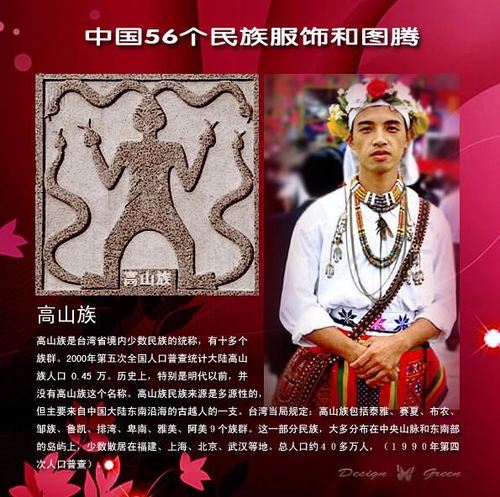 中国56个民族服饰和图腾
高山族
高山族
高山族是台湾省境内少数民族的统称，有十多个
族群。2000年第五次全国人口普查统计大陆高山
族人口 0.45 万。历史上，特别是明代以前，并
没有高山族这个名称。高山族民族来源是多源性的，
但主要来自中国大陆东南沿海的古越人的一支。台湾当局规定：高山族包括泰雅、赛夏、布农、
邹族、鲁凯、排湾、卑南、雅美、阿美9个族群。这一部分民族，大多分布在中央山脉和东南部
的岛屿上，少数散居在福建、上海、北京、武汉等地。总人口约４０多万人，（１９９０年第四
次人口普查）。
Design Green